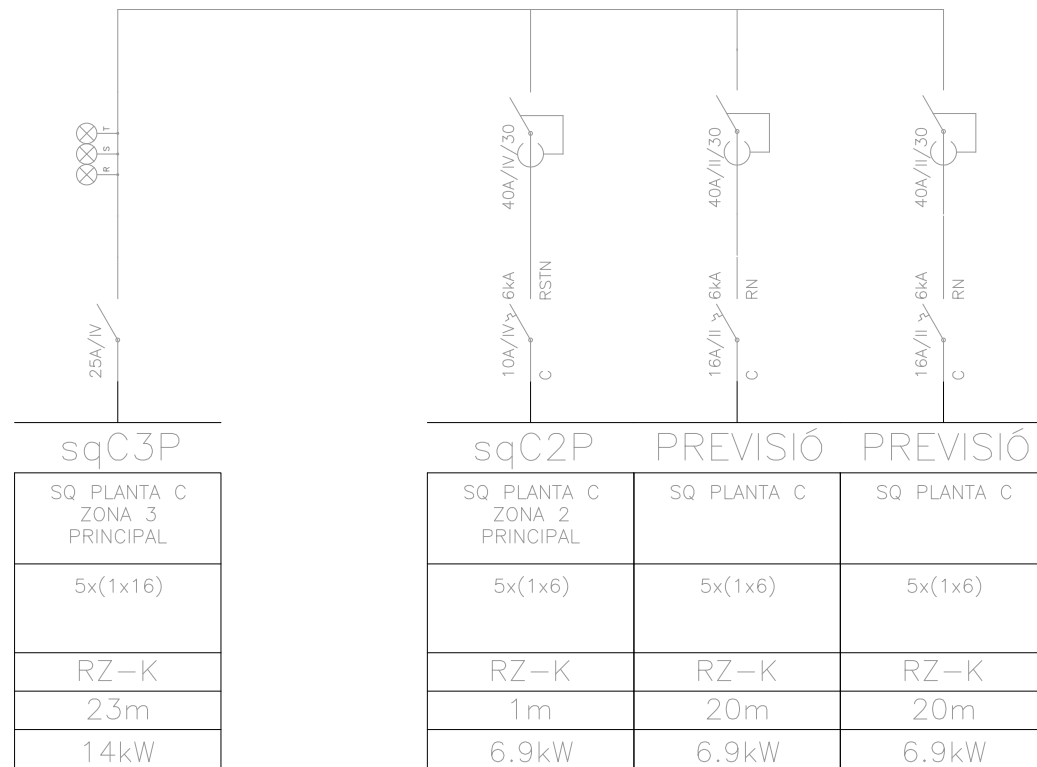 T
S
R
25A/IV
40A/IV/30
RSTN
6kA
10A/IV
C
40A/II/30
RN
6kA
16A/II
C
40A/II/30
RN
6kA
16A/II
C
sqC3P
sqC2P
PREVISIÓ
PREVISIÓ
SQ PLANTA C
ZONA 3
PRINCIPAL
SQ PLANTA C
ZONA 2
PRINCIPAL
SQ PLANTA C
SQ PLANTA C
5x(1x16)
5x(1x6)
5x(1x6)
5x(1x6)
RZ-K
RZ-K
RZ-K
RZ-K
23m
1m
20m
20m
14kW
6.9kW
6.9kW
6.9kW